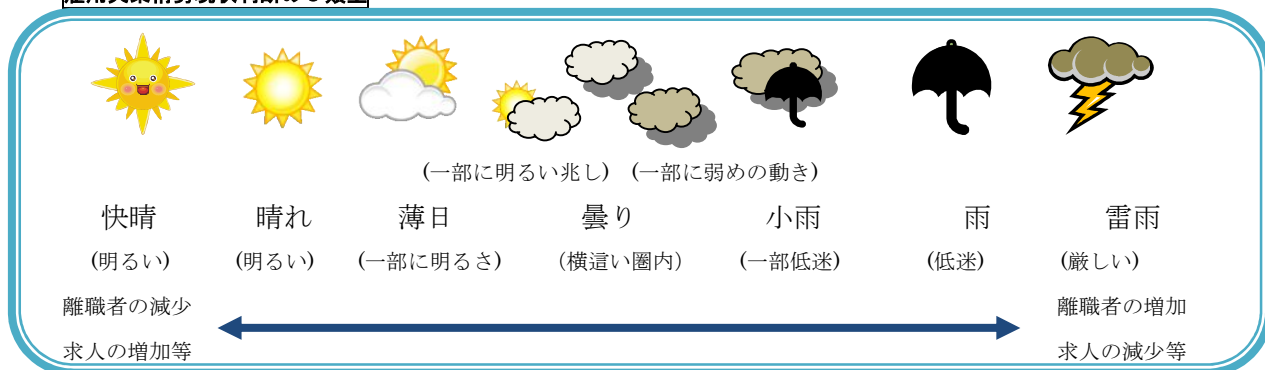 (一部に明るい兆し) (一部に弱めの動き)
快晴 晴れ 薄日 曇り 小雨 雨 雷雨
(明るい) (明るい) (一部に明るさ) (横這い圏内) (一部低迷) (低迷) (厳しい)
離職者の減少 離職者の増加
求人の増加等 求人の減少等